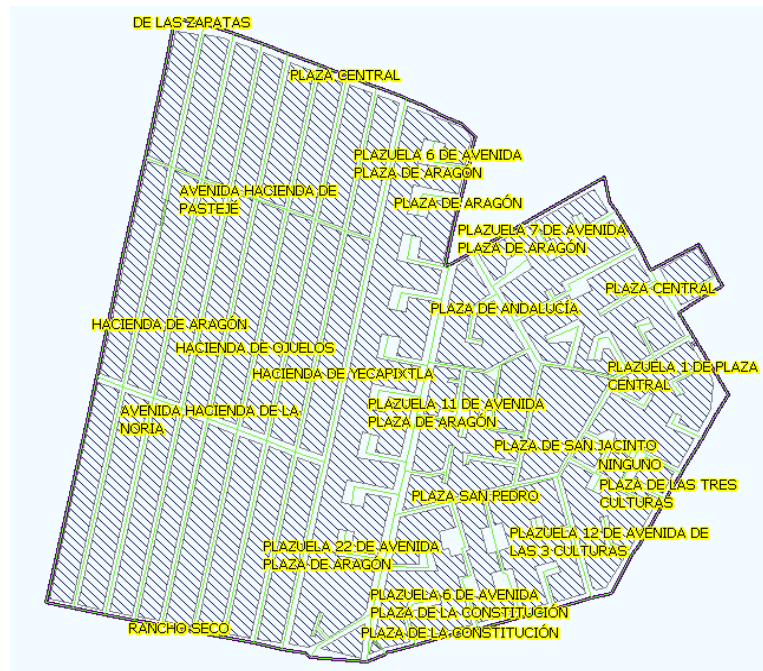 DE LAS ZAPATAS
PLAZA CENTRAL
PLAZUELA 6 DE AVENIDA
PLAZA DE ARAGÓN
AVENIDA HACIENDA DE
PASTEJÉ
PLAZA DE ARAGÓN
PLAZUELA 7 DE AVENIDA
PLAZA DE ARAGÓN
PLAZA CENTRAL
PLAZA DE ANDALUCÍA
HACIENDA DE ARAGÓN
HACIENDA DE OJUELOS
HACIENDA DE YECAPIXTLA
PLAZUELA 1 DE PLAZA
CENTRAL
AVENIDA HACIENDA DE LA
NORIA
PLAZUELA 11 DE AVENIDA
PLAZA DE ARAGÓN
PLAZA DE SAN JACINTO
NINGUNO
PLAZA DE LAS TRES
CULTURAS
PLAZA SAN PEDRO
PLAZUELA 12 DE AVENIDA DE
LAS 3 CULTURAS
PLAZUELA 22 DE AVENIDA
PLAZA DE ARAGÓN
PLAZUELA 6 DE AVENIDA
PLAZA DE LA CONSTITUCIÓN
RANCHO SECO
PLAZA DE LA CONSTITUCIÓN